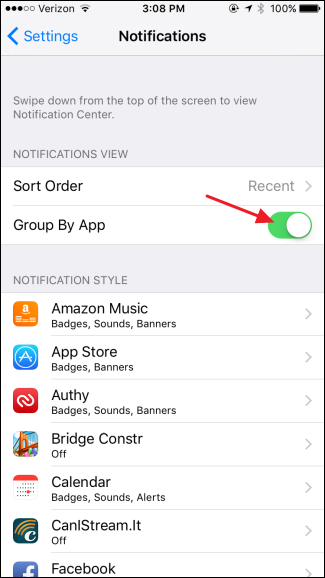 Verizon 3:08 PM 100%
Settings Notifications
Swipe down from the top of the screen to view
Notification Center.
NOTIFICATIONS VIEW
Sort Order Recent
Group By App
NOTIFICATION STYLE
Amazon Music
Badges, Sounds, Banners
App Store
Badges, Banners
Authy
Badges, Sounds, Banners
Bridge Constr
Off
Calendar
Badges, Sounds, Alerts
CanIStream.It
Off
Facebook